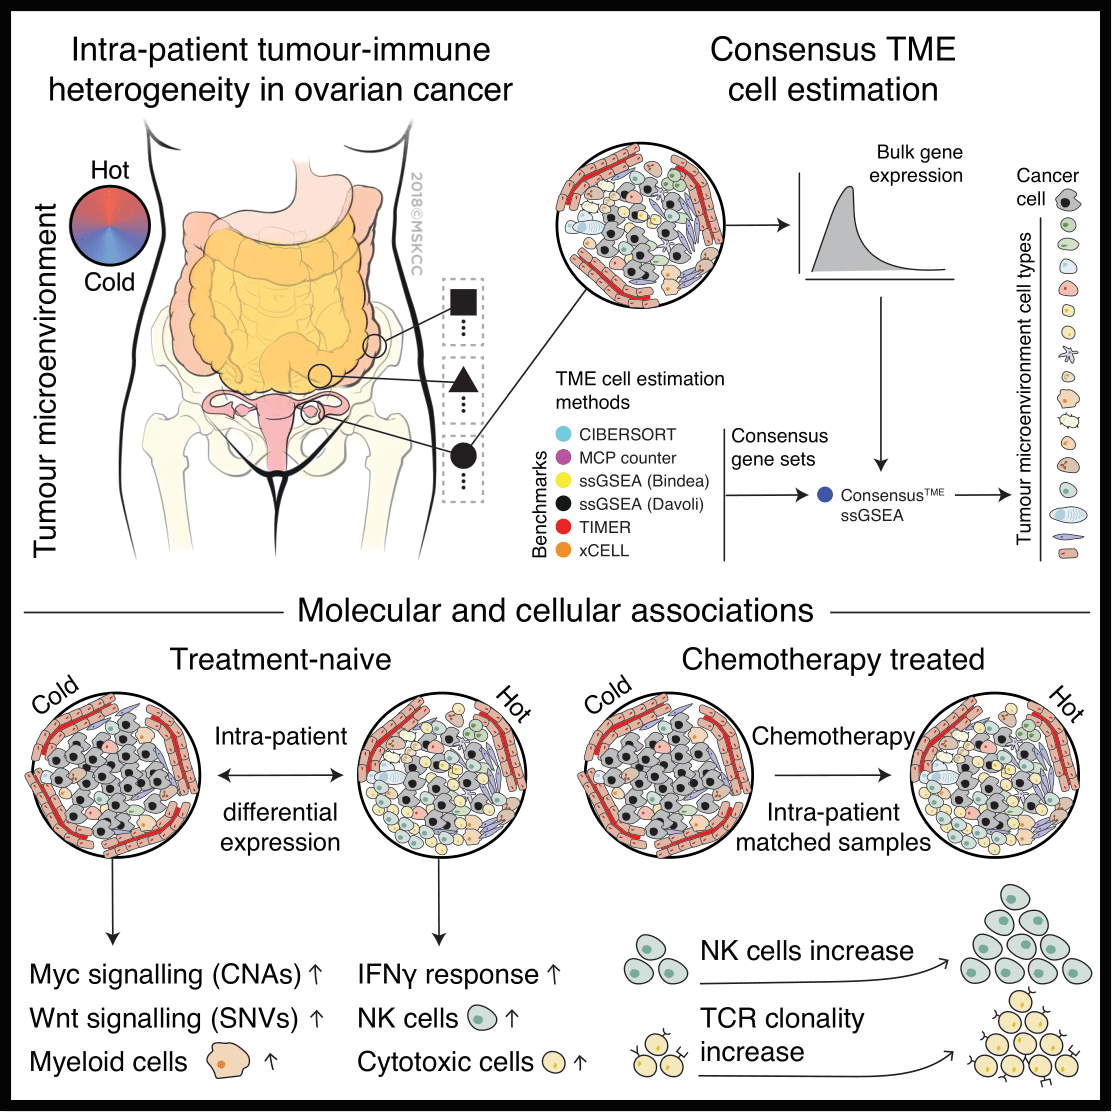 Intra-patient tumour-immune
heterogeneity in ovarian cancer
Hot
Cold
Tumour microenvironment
2018©MSKCC
Consensus TME
cell estimation
Bulk gene
expression
Cancer
cell
Tumour microenvironment cell types
TME cell estimation
methods
Benchmarks
CIBERSORT
MCP counter
ssGSEA (Bindea)
ssGSEA (Davoli)
TIMER
xCELL
Consensus
gene sets
Consensusᵀᴹᴱ
ssGSEA
Molecular and cellular associations
Treatment-naive
Cold
Hot
Intra-patient
differential
expression
Myc signalling (CNAs) ↑
Wnt signalling (SNVs) ↑
Myeloid cells ↑
IFNγ response ↑
NK cells ↑
Cytotoxic cells ↑
Chemotherapy treated
Cold
Hot
Chemotherapy
Intra-patient
matched samples
NK cells increase
TCR clonality
increase